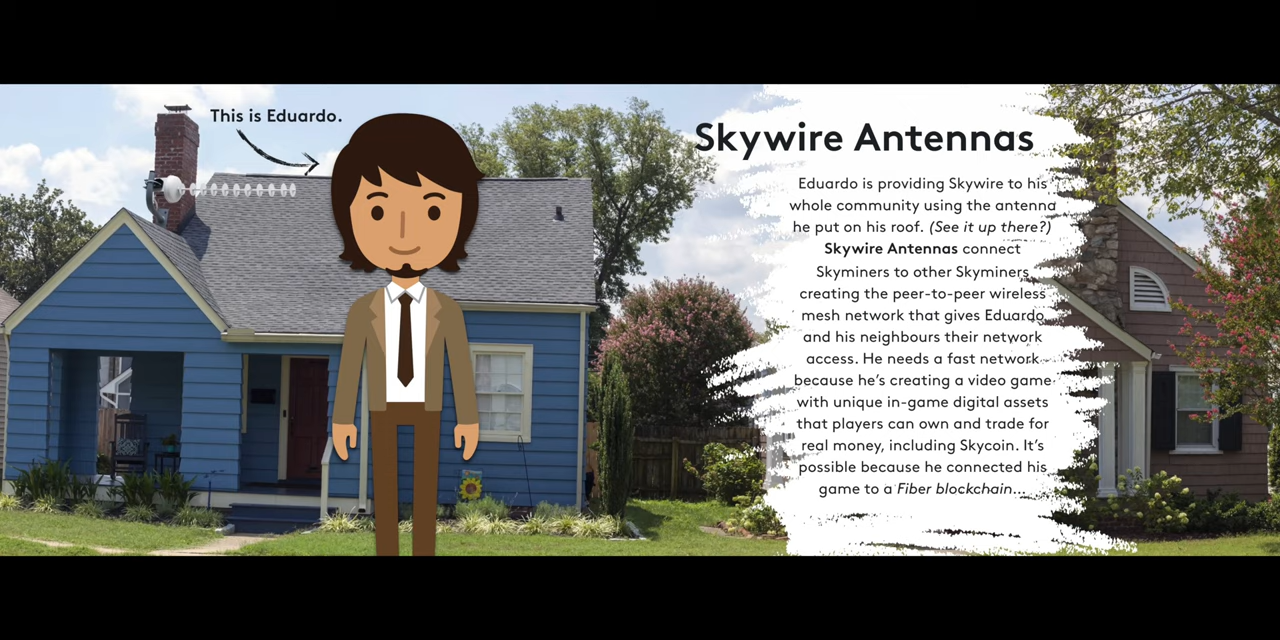 This is Eduardo.
Skywire Antennas
Eduardo is providing Skywire to his
whole community using the antenna
he put on his roof. (See it up there?)
Skywire Antennas connect
Skyminers to other Skyminers
creating the peer-to-peer wireless
mesh network that gives Eduardo
and his neighbours their network
access. He needs a fast network
because he's creating a video game
with unique in-game digital assets
that players can own and trade for
real money, including Skycoin. It's
possible because he connected his
game to a Fiber blockchain...